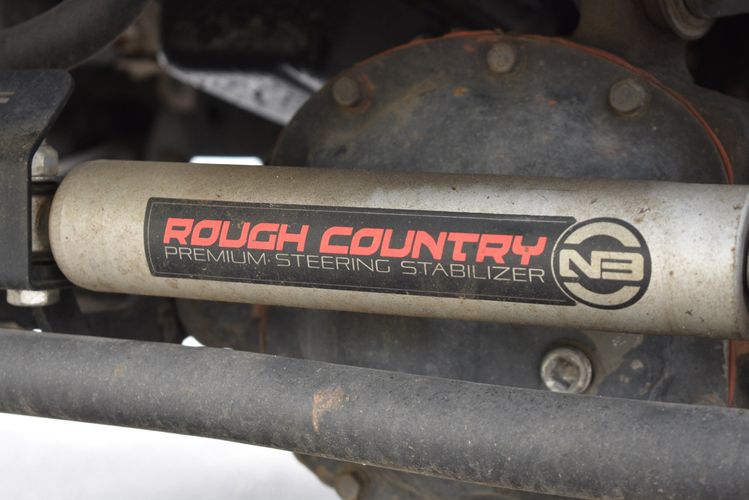 ROUGH COUNTRY
PREMIUM STEERING STABILIZER
N3